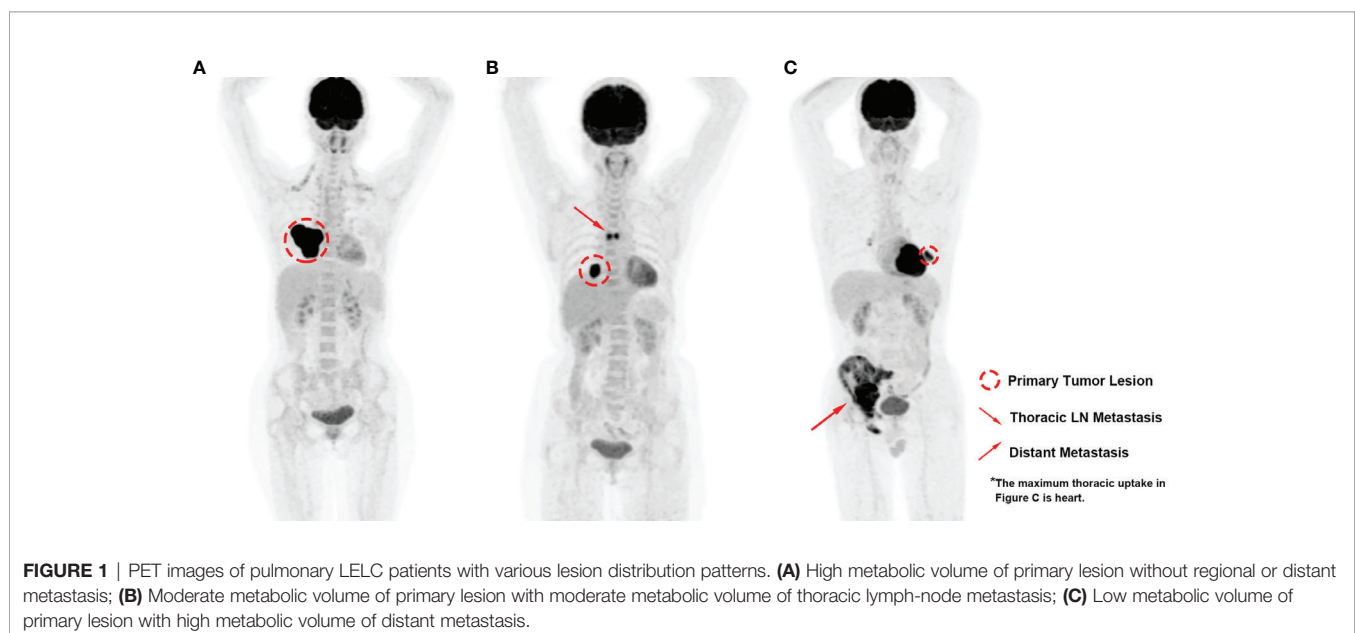 A
B
C
Primary Tumor Lesion
Thoracic LN Metastasis
Distant Metastasis
*The maximum thoracic uptake in
Figure C is heart.
FIGURE 1 | PET images of pulmonary LELC patients with various lesion distribution patterns. (A) High metabolic volume of primary lesion without regional or distant
metastasis; (B) Moderate metabolic volume of primary lesion with moderate metabolic volume of thoracic lymph-node metastasis; (C) Low metabolic volume of
primary lesion with high metabolic volume of distant metastasis.